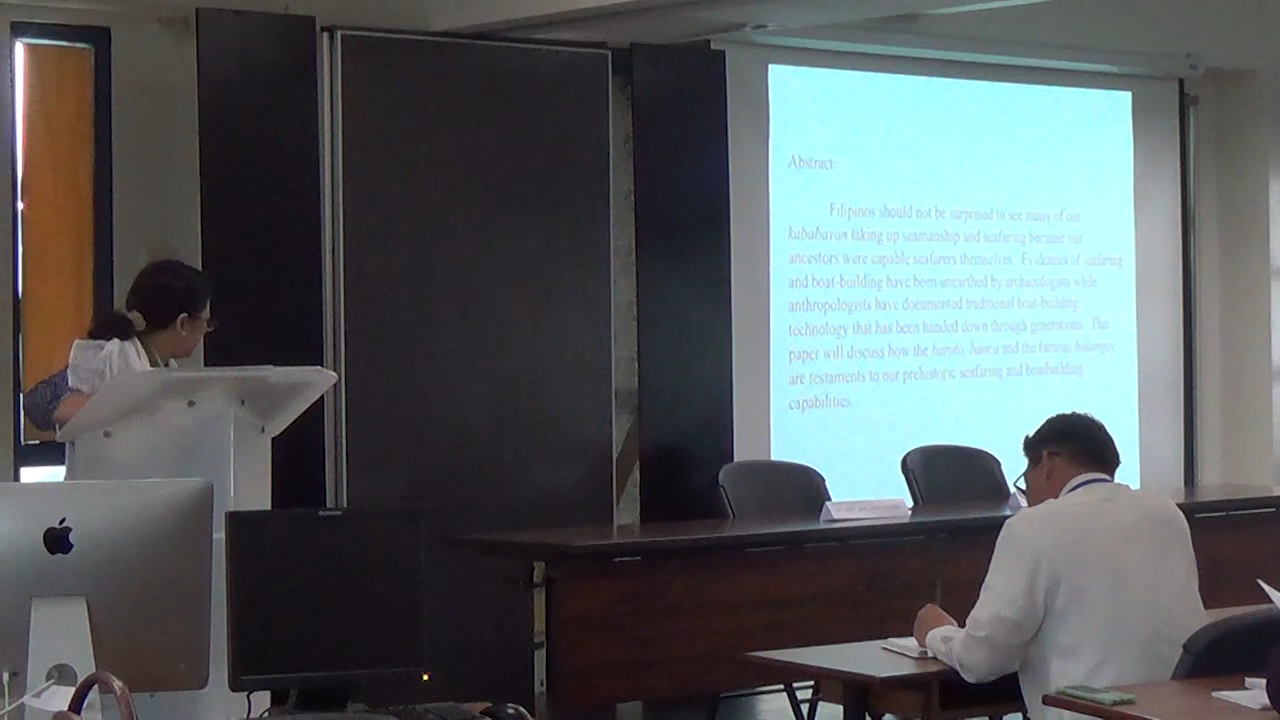 Abstract:
Filipinos should not be surprised to see many of our
kababayan taking up seamanship and seafaring because our
ancestors were capable seafarers themselves. Evidences of seafaring
and boat-building have been unearthed by archaeologists while
anthropologists have documented traditional boat-building
technology that has been handed down through generations. This
paper will discuss how the baroto, banca and the famous balangay
are testaments to our prehistoric seafaring and boatbuilding
capabilities.